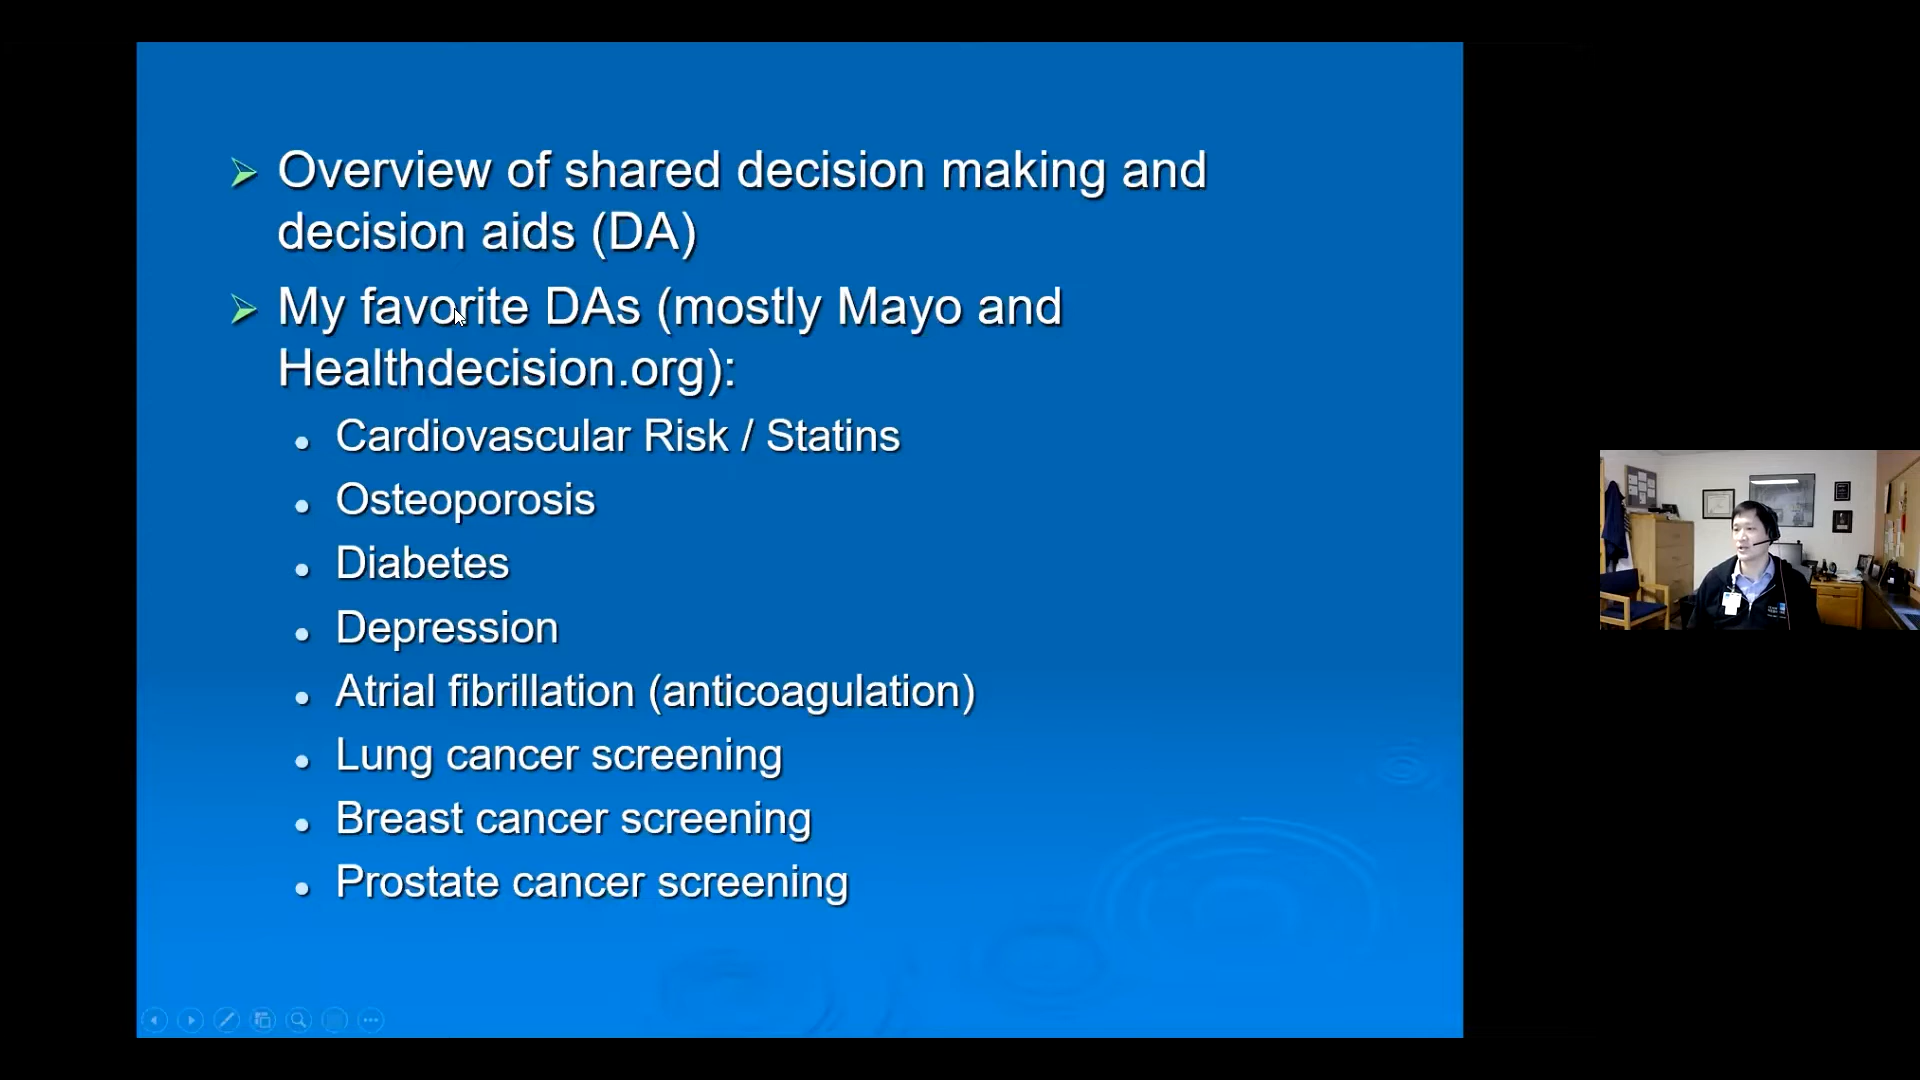 Overview of shared decision making and
decision aids (DA)
My favorite DAs (mostly Mayo and
Healthdecision.org):
Cardiovascular Risk / Statins
Osteoporosis
Diabetes
Depression
Atrial fibrillation (anticoagulation)
Lung cancer screening
Breast cancer screening
Prostate cancer screening